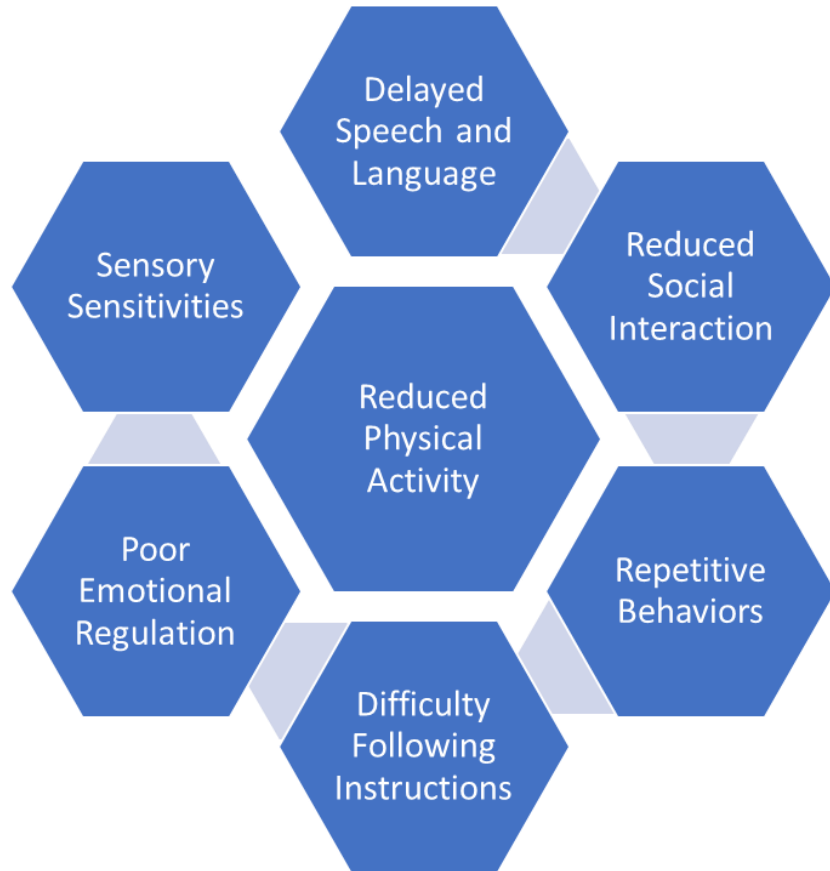 Delayed
Speech and
Language
Reduced
Social
Interaction
Repetitive
Behaviors
Difficulty
Following
Instructions
Poor
Emotional
Regulation
Sensory
Sensitivities
Reduced
Physical
Activity